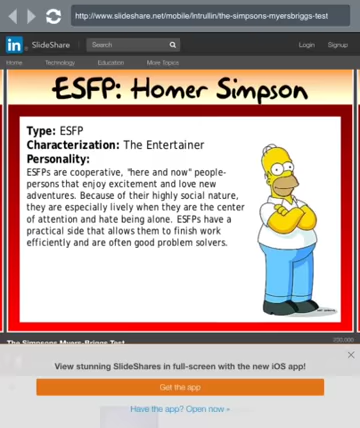 http://www.slideshare.net/mobile/lntrullin/the-simpsons-myersbriggs-test
in SlideShare Search Login Signup
Home Technology Education More Topics
ESFP: Homer Simpson
Type: ESFP
Characterization: The Entertainer
Personality:
ESFPs are cooperative, "here and now" people-
persons that enjoy excitement and love new
adventures. Because of their highly social nature,
they are especially lively when they are the center
of attention and hate being alone. ESFPs have a
practical side that allows them to finish work
efficiently and are often good problem solvers.
The Simpsons Myers-Briggs Test
View stunning SlideShares in full-screen with the new iOS app!
Get the app
Have the app? Open now »